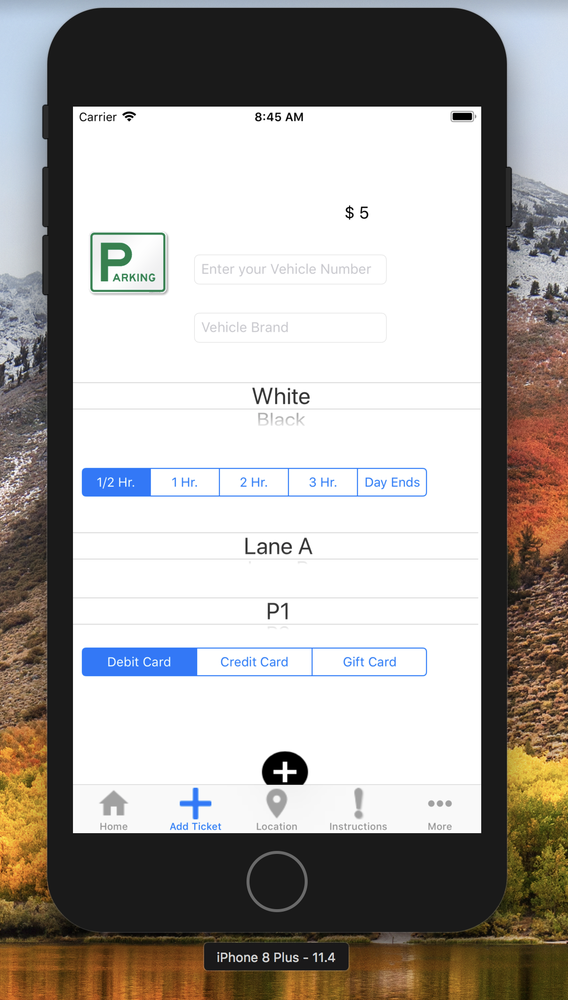 Carrier 8:45 AM
$ 5
PARKING
Enter your Vehicle Number
Vehicle Brand
White
Black
1/2 Hr. 1 Hr. 2 Hr. 3 Hr. Day Ends
Lane A
P1
Debit Card Credit Card Gift Card
Home Add Ticket Location Instructions More
iPhone 8 Plus - 11.4